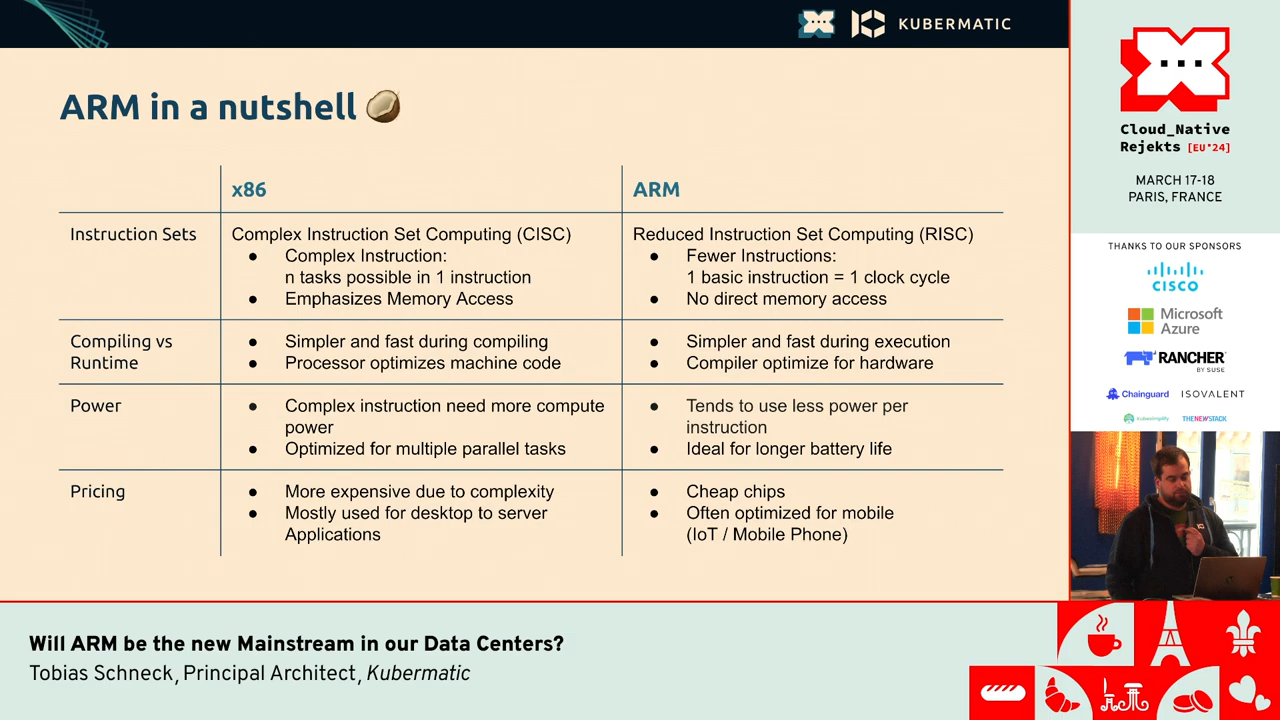 KUBERMATIC
ARM in a nutshell
x86
ARM
Instruction Sets
Complex Instruction Set Computing (CISC)
Complex Instruction:
n tasks possible in 1 instruction
Emphasizes Memory Access
Reduced Instruction Set Computing (RISC)
Fewer Instructions:
1 basic instruction = 1 clock cycle
No direct memory access
Compiling vs
Runtime
Simpler and fast during compiling
Processor optimizes machine code
Simpler and fast during execution
Compiler optimize for hardware
Power
Complex instruction need more compute
power
Optimized for multiple parallel tasks
Tends to use less power per
instruction
Ideal for longer battery life
Pricing
More expensive due to complexity
Mostly used for desktop to server
Applications
Cheap chips
Often optimized for mobile
(IoT / Mobile Phone)
Cloud_Native
Rejekts [EU*24]
MARCH 17-18
PARIS, FRANCE
THANKS TO OUR SPONSORS
CISCO
Microsoft
Azure
RANCHER
BY SUSE
Chainguard
ISOVALENT
kubesimplify
THENEWSTACK
Will ARM be the new Mainstream in our Data Centers?
Tobias Schneck, Principal Architect, Kubermatic